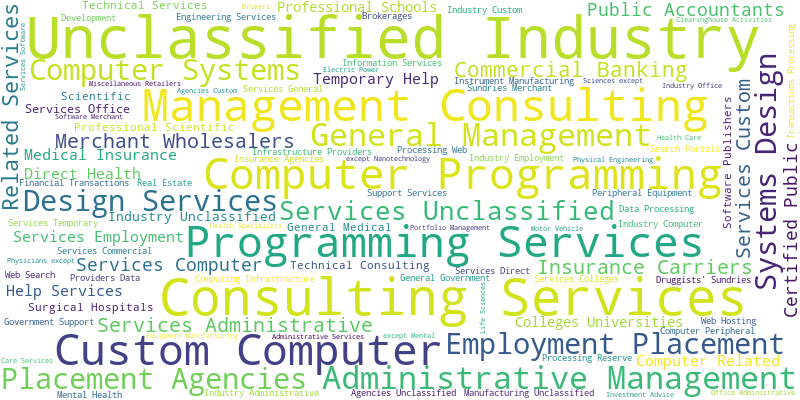 Technical Services
Brokers
Professional Schools
Industry Custom
Public Accountants
Development
Engineering Services
Brokerages
Clearinghouse Activities
Unclassified Industry
Related Services
Services Software
Computer Systems
Information Services
Electric Power
Commercial Banking
Transactions Processing
Miscellaneous Retailers
Temporary Help
Instrument Manufacturing
Sciences except
Industry Office
Scientific
Agencies Custom
Services General
Sundries Merchant
Services Office
Software Merchant
Management Consulting
Systems Design
Services Custom
Software Publishers
Professional Scientific
General Management
Health Care
Merchant Wholesalers
Infrastructure Providers
Processing Web
Search Portals
Medical Insurance
Insurance Agencies
except Nanotechnology
Industry Employment
Physical Engineering
Direct Health
Computer Programming
Certified Public
Financial Transactions
Real Estate
Support Services
Peripheral Equipment
Design Services
Services Unclassified
Data Processing
Industry Unclassified
Health Specialists
General Medical
Portfolio Management
Motor Vehicle
Industry Computer
Services Temporary
Services Employment
Programming Services
Services Commercial
Physicians except
Services Computer
Technical Consulting
Services Direct
Insurance Carriers
Web Search
Providers Data
Computing Infrastructure
General Government
Services Colleges
Druggists' Sundries
Help Services
Consulting Services
Life Sciences
Surgical Hospitals
Government Support
Services Administrative
Colleges Universities
Web Hosting
Computer Peripheral
Equipment Manufacturing
Administrative Services
except Mental
Custom Computer
Employment Placement
Care Services
Processing Reserve
Computer Related
Placement Agencies
Administrative Management
Mental Health
Industry Administrative
Agencies Unclassified
Manufacturing Unclassified
Investment Advice
Office Administrative